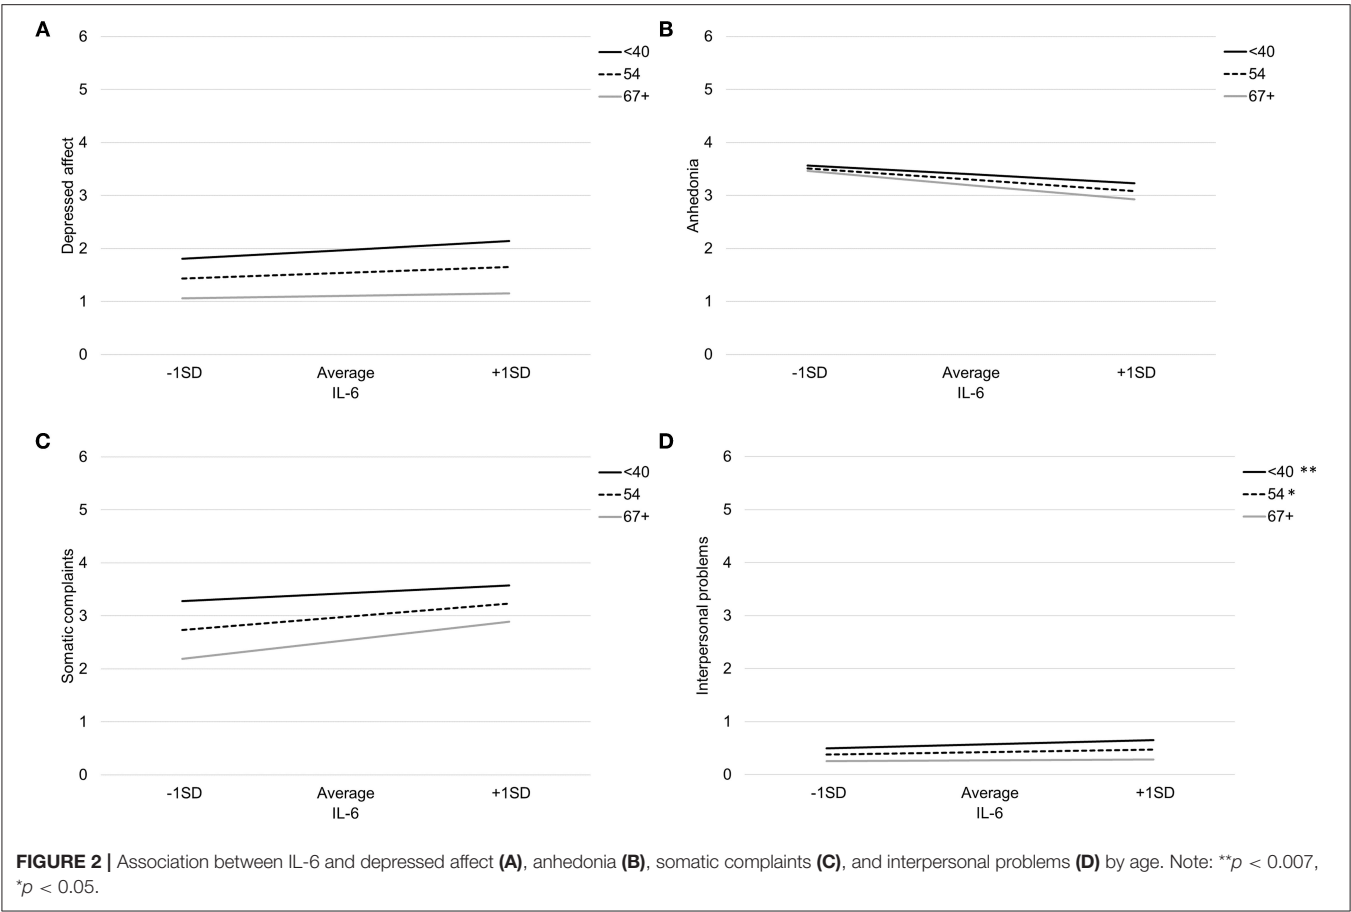 A
6
5
4
3
2
1
0
Depressed affect
-1SD Average +1SD
IL-6
<40
54
67+
B
6
5
4
3
2
1
0
Anhedonia
-1SD Average +1SD
IL-6
<40
54
67+
C
6
5
4
3
2
1
0
Somatic complaints
-1SD Average +1SD
IL-6
<40
54
67+
D
6
5
4
3
2
1
0
Interpersonal problems
-1SD Average +1SD
IL-6
<40 **
54 *
67+
FIGURE 2 | Association between IL-6 and depressed affect (A), anhedonia (B), somatic complaints (C), and interpersonal problems (D) by age. Note: **p < 0.007,
*p < 0.05.